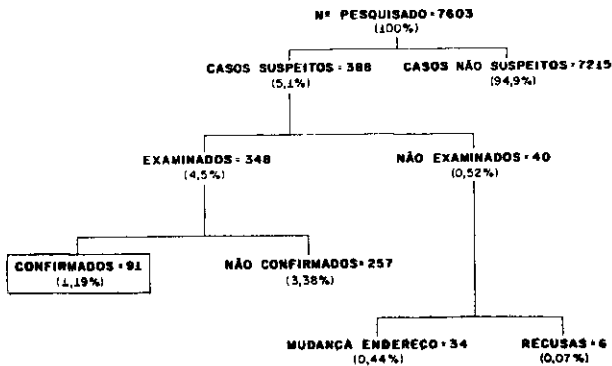 Nº PESQUISADO=7603
(100%)
CASOS SUSPEITOS=388
(5,1%)
CASOS NÃO SUSPEITOS=7215
(94,9%)
EXAMINADOS=348
(4,5%)
NÃO EXAMINADOS=40
(0,52%)
CONFIRMADOS=91
(1,19%)
NÃO CONFIRMADOS=257
(3,38%)
MUDANÇA ENDEREÇO=34
(0,44%)
RECUSAS=6
(0,07%)